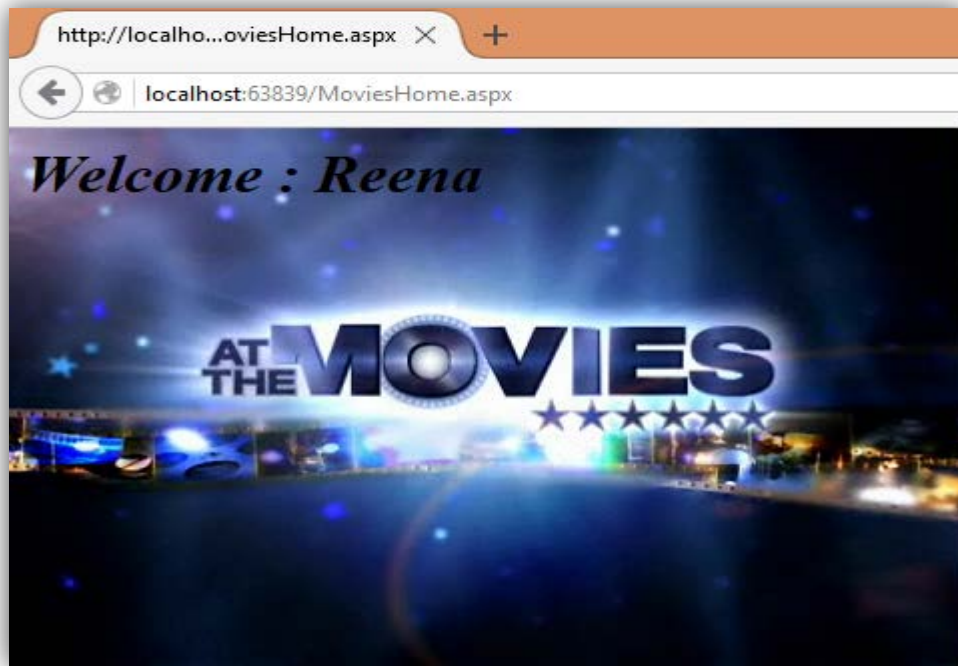 http://localho...oviesHome.aspx
localhost:63839/MoviesHome.aspx
Welcome : Reena
AT THE MOVIES